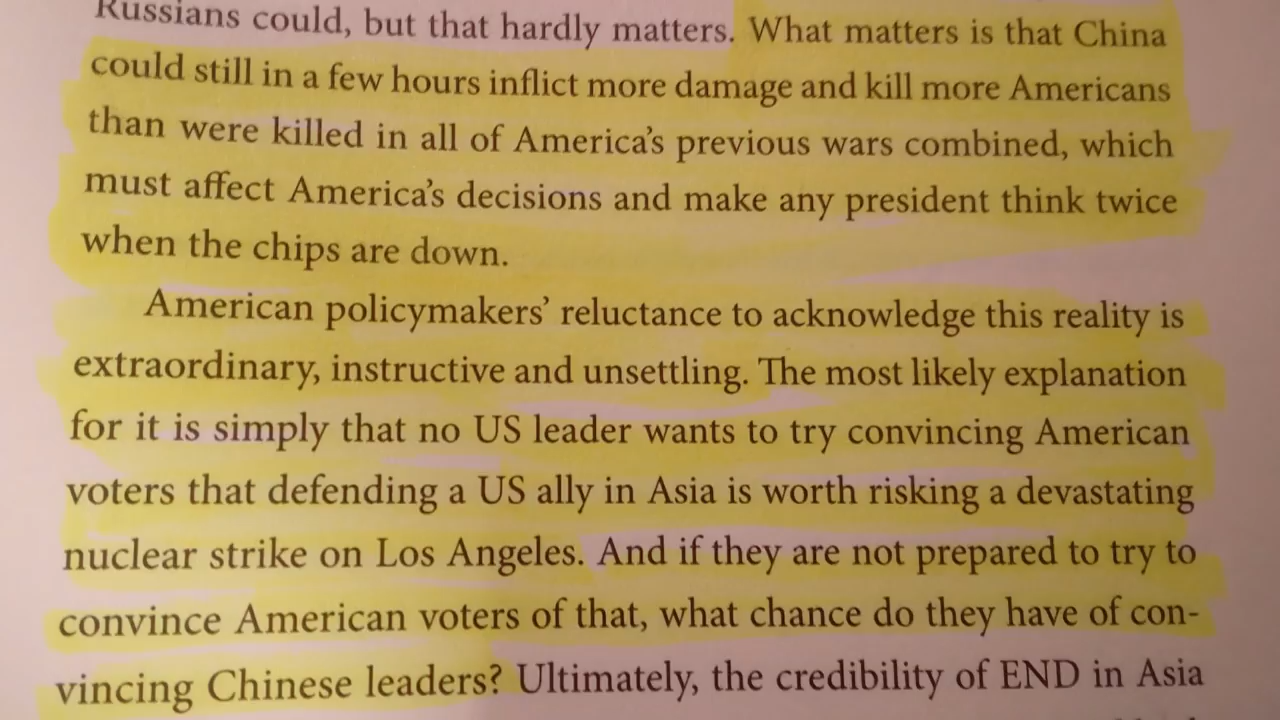 Russians could, but that hardly matters. What matters is that China
could still in a few hours inflict more damage and kill more Americans
than were killed in all of America's previous wars combined, which
must affect America's decisions and make any president think twice
when the chips are down.
American policymakers' reluctance to acknowledge this reality is
extraordinary, instructive and unsettling. The most likely explanation
for it is simply that no US leader wants to try convincing American
voters that defending a US ally in Asia is worth risking a devastating
nuclear strike on Los Angeles. And if they are not prepared to try to
convince American voters of that, what chance do they have of con-
vincing Chinese leaders? Ultimately, the credibility of END in Asia